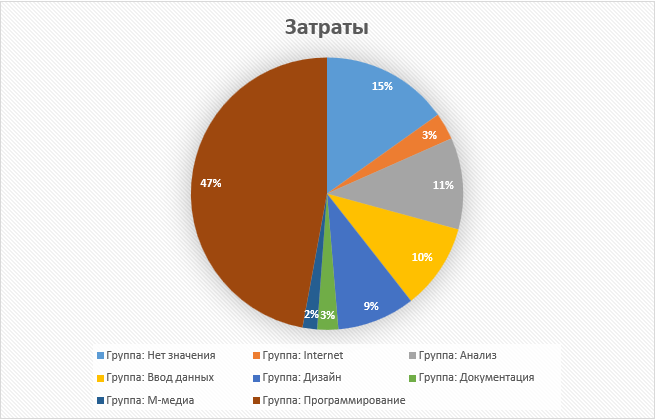 Затраты
15%
3%
11%
10%
9%
3%
2%
47%
Группа: Нет значения
Группа: Internet
Группа: Анализ
Группа: Ввод данных
Группа: Дизайн
Группа: Документация
Группа: М-медиа
Группа: Программирование